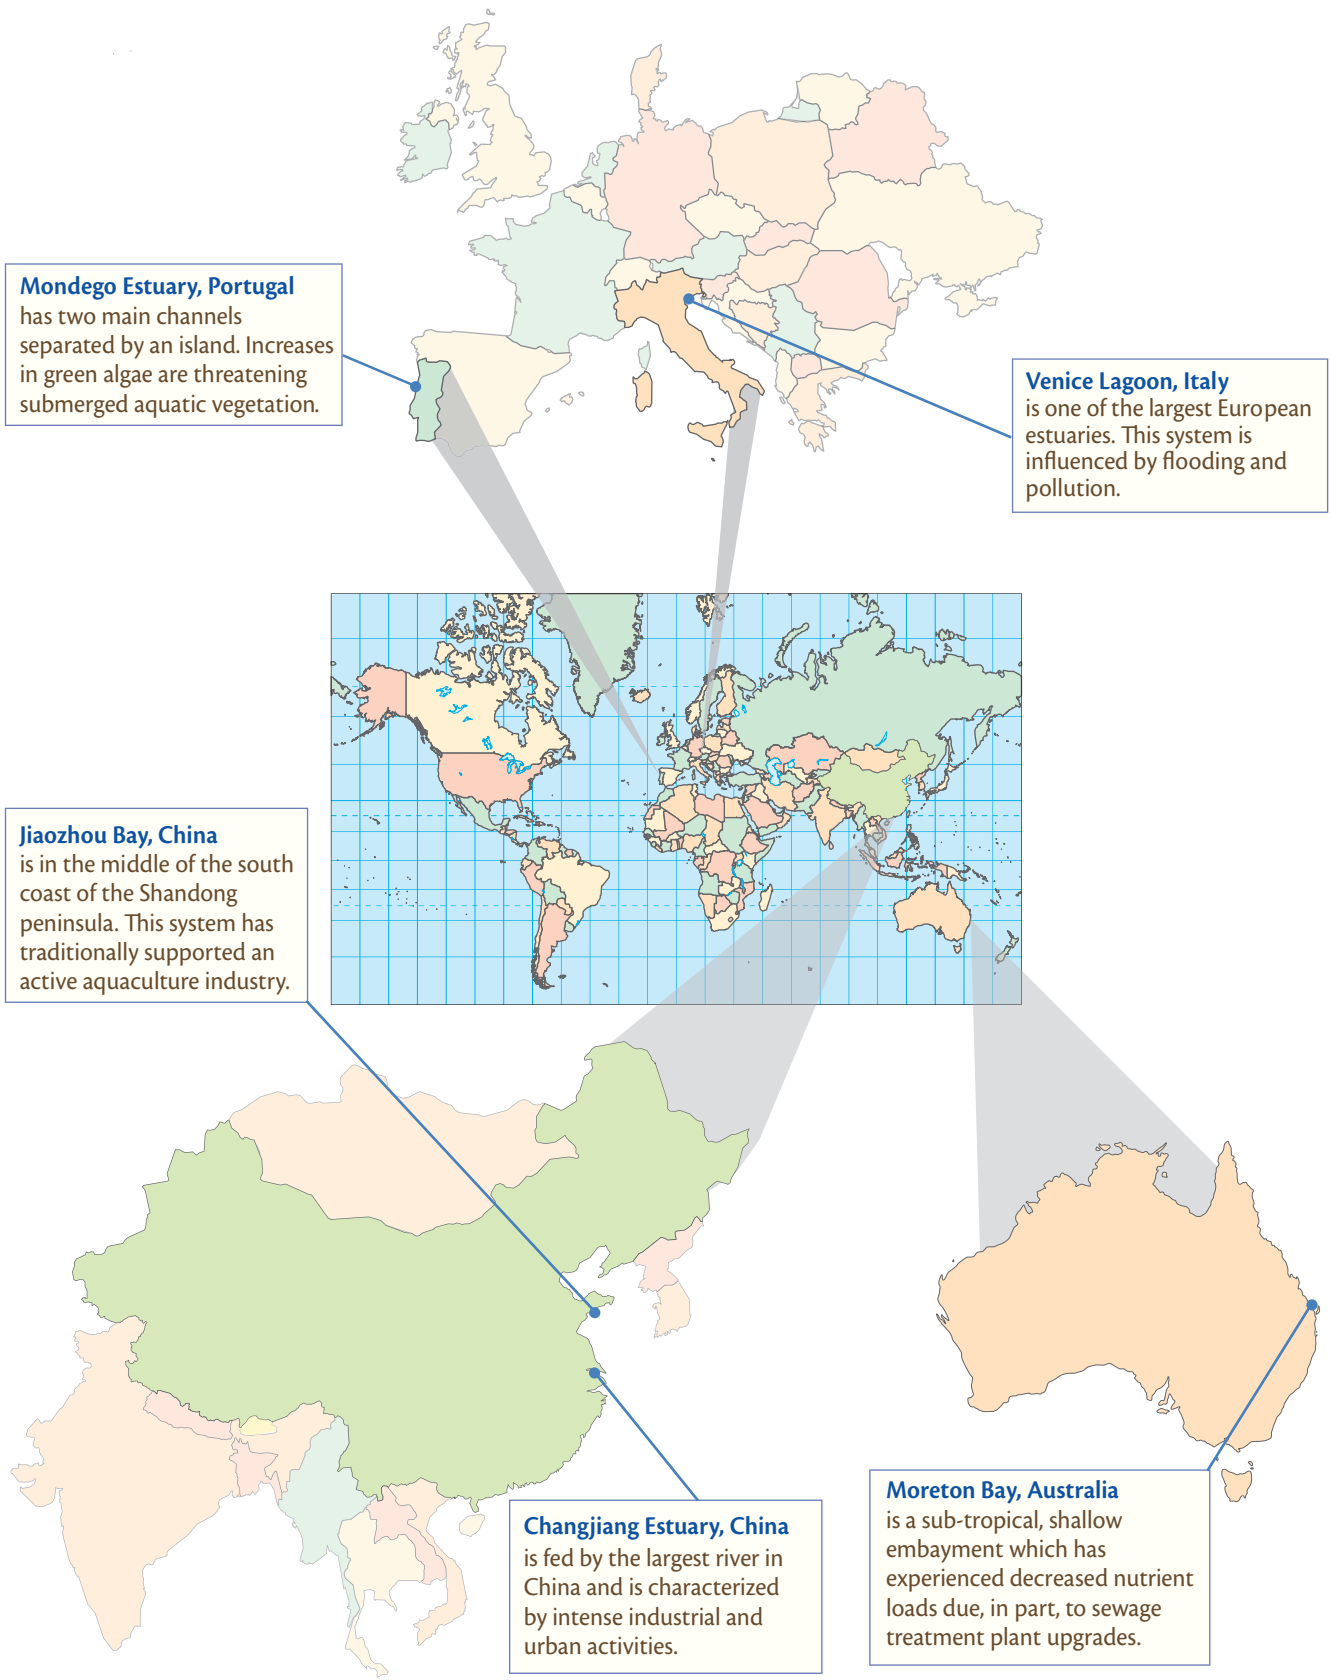 Mondego Estuary, Portugal
has two main channels
separated by an island. Increases
in green algae are threatening
submerged aquatic vegetation.
Venice Lagoon, Italy
is one of the largest European
estuaries. This system is
influenced by flooding and
pollution.
Jiaozhou Bay, China
is in the middle of the south
coast of the Shandong
peninsula. This system has
traditionally supported an
active aquaculture industry.
Changjiang Estuary, China
is fed by the largest river in
China and is characterized
by intense industrial and
urban activities.
Moreton Bay, Australia
is a sub-tropical, shallow
embayment which has
experienced decreased nutrient
loads due, in part, to sewage
treatment plant upgrades.